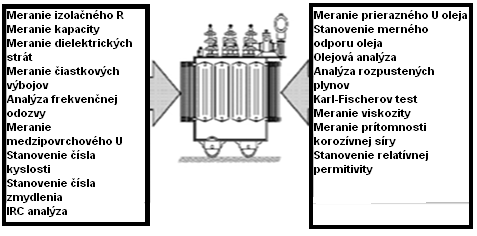 Meranie izolačného R
Meranie kapacity
Meranie dielektrických
strát
Meranie čiastkových
výbojov
Analýza frekvenčnej
odozvy
Meranie
medzipovrchového U
Stanovenie čísla
kyslosti
Stanovenie čísla
zmydlenia
IRC analýza
Meranie prierazného U oleja
Stanovenie merného
odporu oleja
Olejová analýza
Analýza rozpustených
plynov
Karl-Fischerov test
Meranie viskozity
Meranie prítomnosti
korozívnej síry
Stanovenie relatívnej
permitivity